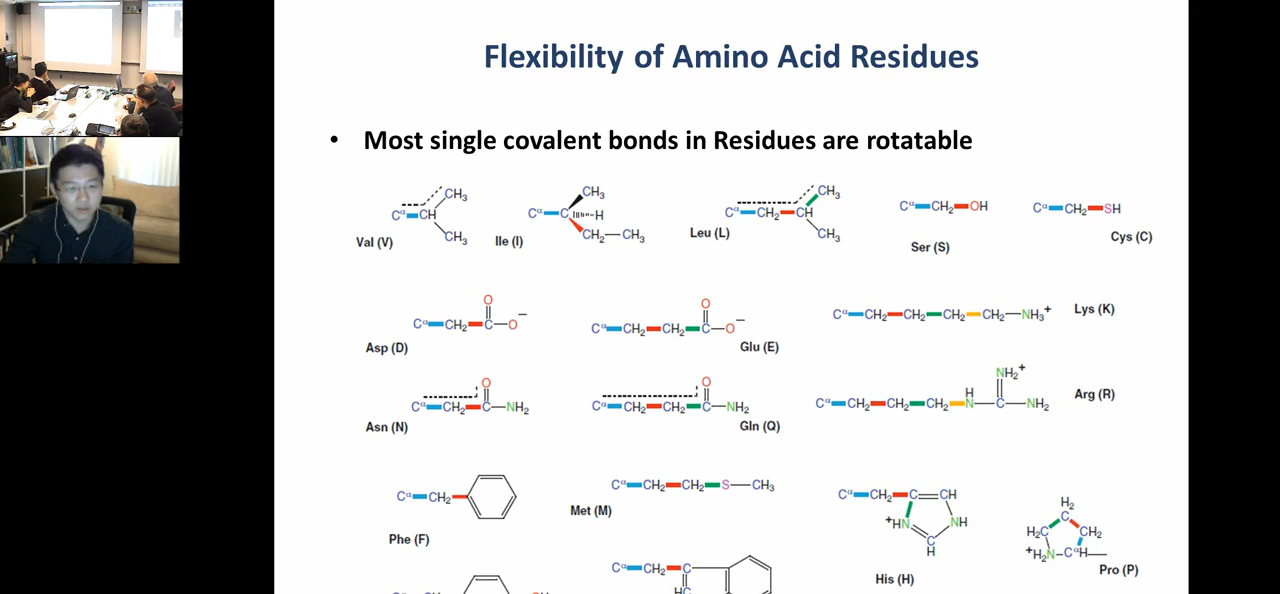 Flexibility of Amino Acid Residues
• Most single covalent bonds in Residues are rotatable
Cα CH CH3 CH3
Val (V)
Cα C CH3 H CH2 CH3
Ile (I)
Cα CH2 CH CH3 CH3
Leu (L)
Cα CH2 OH
Ser (S)
Cα CH2 SH
Cys (C)
Cα CH2 C O O−
Asp (D)
Cα CH2 CH2 C O O−
Glu (E)
Cα CH2 CH2 CH2 CH2 NH3+
Lys (K)
Cα CH2 C O NH2
Asn (N)
Cα CH2 CH2 C O NH2
Gln (Q)
Cα CH2 CH2 CH2 H N C NH2+ NH2
Arg (R)
Cα CH2
Phe (F)
Cα CH2 CH2 S CH3
Met (M)
Cα CH2 C CH +HN NH C H
His (H)
H2 C H2C CH2 +H2N CαH
Pro (P)
Cα CH2 C